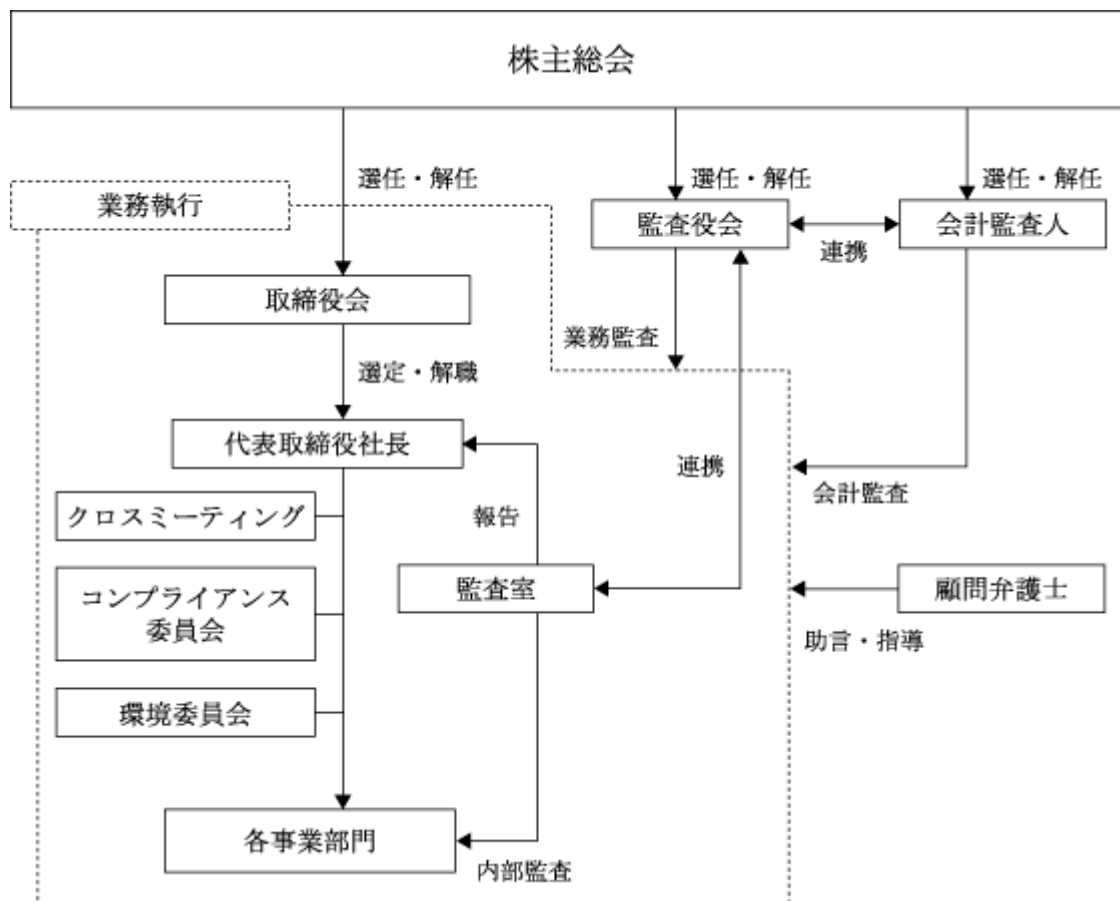 株主総会
選任・解任
選任・解任
選任・解任
業務執行
監査役会
会計監査人
連携
取締役会
業務監査
選定・解職
代表取締役社長
連携
会計監査
クロスミーティング
報告
コンプライアンス
委員会
監査室
顧問弁護士
助言・指導
環境委員会
各事業部門
内部監査